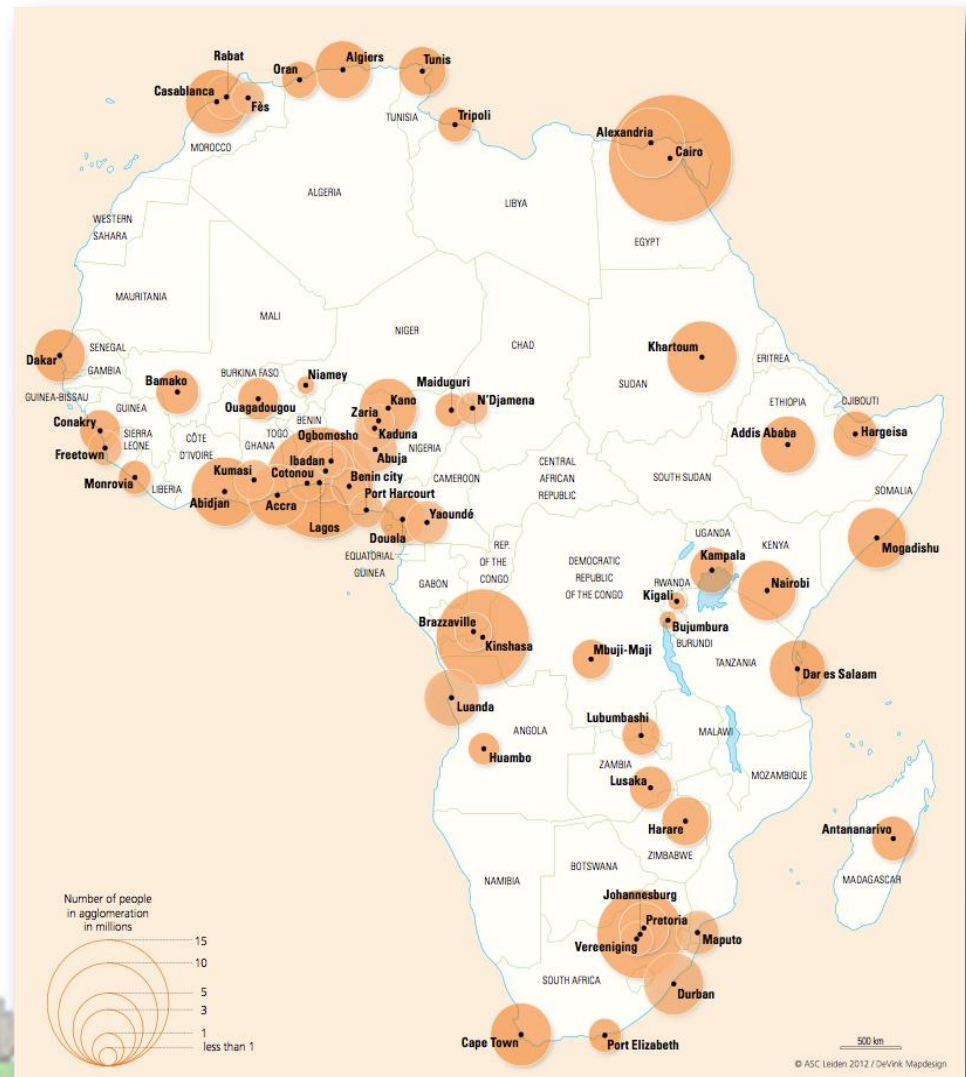 Rabat
Oran
Algiers
Tunis
Casablanca
Fès
Tripoli
TUNISIA
Alexandria
Cairo
MOROCCO
ALGERIA
LIBYA
EGYPT
WESTERN
SAHARA
MAURITANIA
MALI
NIGER
CHAD
Khartoum
SUDAN
ERITREA
Dakar
SENEGAL
GAMBIA
GUINEA-BISSAU
Bamako
BURKINA FASO
Niamey
Ouagadougou
Maiduguri
N'Djamena
Kano
Zaria
Kaduna
ETHIOPIA
DJIBOUTI
Addis Ababa
Hargeisa
GUINEA
Conakry
SIERRA
LEONE
Freetown
CÔTE
D'IVOIRE
GHANA
TOGO
BENIN
Ogbomosho
NIGERIA
Abuja
Monrovia
LIBERIA
Kumasi
Ibadan
Cotonou
Benin city
Port Harcourt
Abidjan
Accra
Lagos
CAMEROON
CENTRAL
AFRICAN
REPUBLIC
SOUTH SUDAN
SOMALIA
Yaoundé
Douala
EQUATORIAL
GUINEA
GABON
REP.
OF THE
CONGO
DEMOCRATIC
REPUBLIC
OF THE CONGO
UGANDA
Kampala
KENYA
Mogadishu
RWANDA
Kigali
Nairobi
Bujumbura
BURUNDI
Brazzaville
Kinshasa
Mbuji-Maji
TANZANIA
Dar es Salaam
Luanda
ANGOLA
Huambo
Lubumbashi
MALAWI
ZAMBIA
Lusaka
MOZAMBIQUE
Harare
ZIMBABWE
Antananarivo
MADAGASCAR
NAMIBIA
BOTSWANA
Johannesburg
Pretoria
Vereeniging
Maputo
SOUTH AFRICA
Durban
Cape Town
Port Elizabeth
Number of people
in agglomeration
in millions
15
10
5
3
1
less than 1
500 km
© ASC Leiden 2012 / DeVink Mapdesign